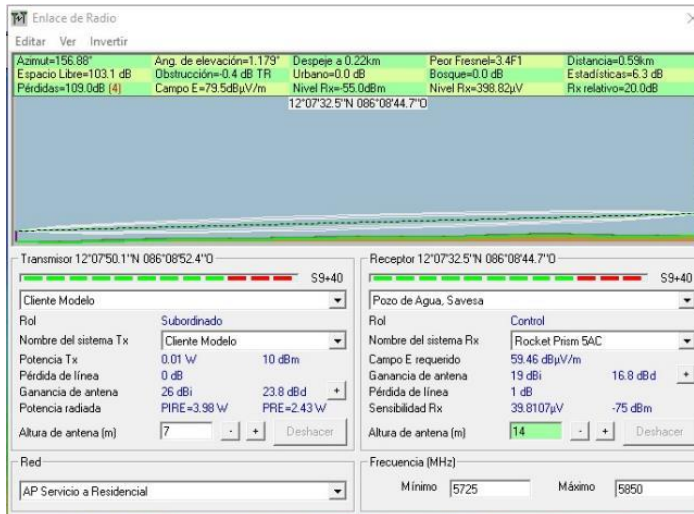 Enlace de Radio
Editar Ver Invertir
Azimut=156.88° Ang. de elevación=1.179° Despeje a 0.22km Peor Fresnel=3.4F1 Distancia=0.59km
Espacio Libre=103.1 dB Obstrucción=-0.4 dB TR Urbano=0.0 dB Bosque=0.0 dB Estadísticas=6.3 dB
Pérdidas=109.0dB (4) Campo E=79.5dBµV/m Nivel Rx=-55.0dBm Nivel Rx=398.82µV Rx relativo=20.0dB
12°07'32.5''N 086°08'44.7''O
Transmisor 12°07'50.1''N 086°08'52.4''O
S9+40
Cliente Modelo
Rol Subordinado
Nombre del sistema Tx Cliente Modelo
Potencia Tx 0.01 W 10 dBm
Pérdida de línea 0 dB
Ganancia de antena 26 dBi 23.8 dBd +
Potencia radiada PIRE=3.98 W PRE=2.43 W
Altura de antena (m) 7 - + Deshacer
Red
AP Servicio a Residencial
Receptor 12°07'32.5''N 086°08'44.7''O
S9+40
Pozo de Agua, Savesa
Rol Control
Nombre del sistema Rx Rocket Prism 5AC
Campo E requerido 59.46 dBµV/m
Ganancia de antena 19 dBi 16.8 dBd +
Pérdida de línea 1 dB
Sensibilidad Rx 39.8107µV -75 dBm
Altura de antena (m) 14 - + Deshacer
Frecuencia (MHz)
Mínimo 5725 Máximo 5850